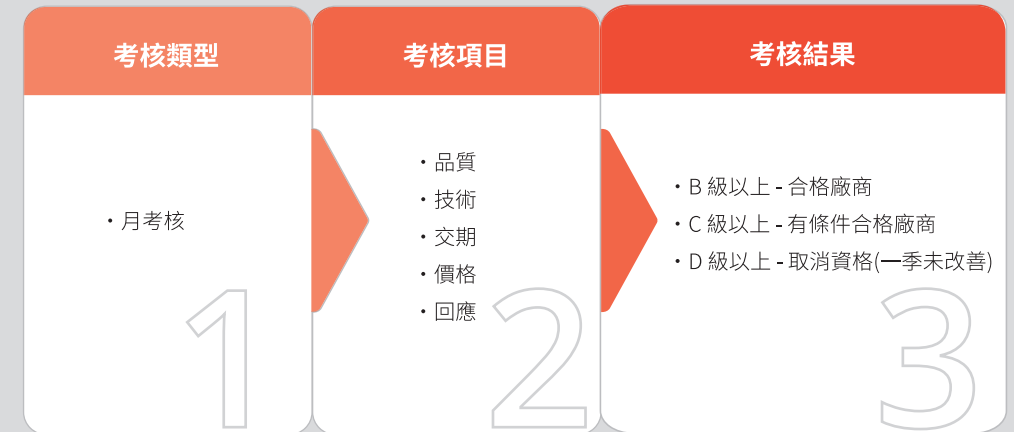 考核類型
・月考核
1
考核項目
・品質
・技術
・交期
・價格
・回應
2
考核結果
・B 級以上 - 合格廠商
・C 級以上 - 有條件合格廠商
・D 級以上 - 取消資格(一季未改善)
3